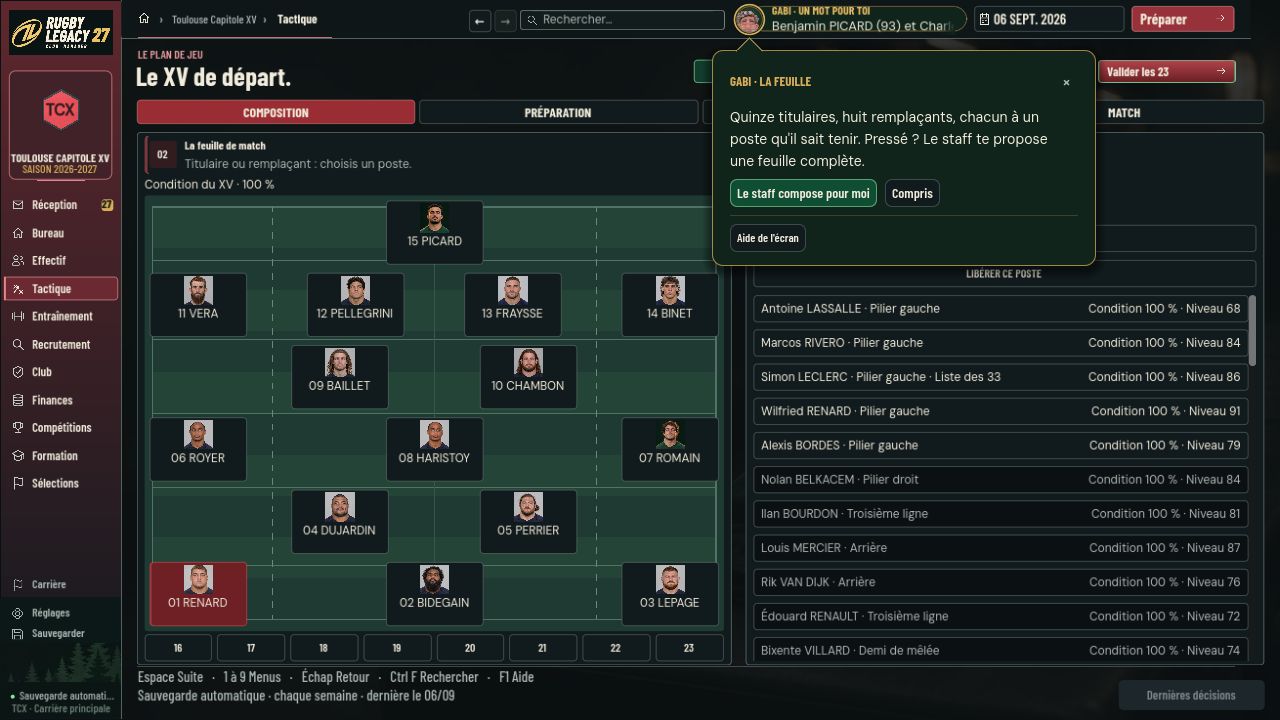 RUGBY
LEGACY 27
CLUB MANAGER
TCX
TOULOUSE CAPITOLE XV
SAISON 2026-2027
Réception 27
Bureau
Effectif
Tactique
Entraînement
Recrutement
Club
Finances
Compétitions
Formation
Sélections
Carrière
Réglages
Sauvegarder
Sauvegarde automati...
TCX · Carrière principale
Toulouse Capitole XV › Tactique
← →
Rechercher...
GABI · UN MOT POUR TOI
Benjamin PICARD (93) et Charl
06 SEPT. 2026
Préparer →
LE PLAN DE JEU
Le XV de départ.
Valider les 23 →
COMPOSITION
PRÉPARATION
MATCH
02
La feuille de match
Titulaire ou remplaçant : choisis un poste.
Condition du XV · 100 %
15 PICARD
11 VERA
12 PELLEGRINI
13 FRAYSSE
14 BINET
09 BAILLET
10 CHAMBON
06 ROYER
08 HARISTOY
07 ROMAIN
04 DUJARDIN
05 PERRIER
01 RENARD
02 BIDEGAIN
03 LEPAGE
16 17 18 19 20 21 22 23
GABI · LA FEUILLE ×
Quinze titulaires, huit remplaçants, chacun à un
poste qu'il sait tenir. Pressé ? Le staff te propose
une feuille complète.
Le staff compose pour moi
Compris
Aide de l'écran
LIBÉRER CE POSTE
Antoine LASSALLE · Pilier gauche Condition 100 % · Niveau 68
Marcos RIVERO · Pilier gauche Condition 100 % · Niveau 84
Simon LECLERC · Pilier gauche · Liste des 33 Condition 100 % · Niveau 86
Wilfried RENARD · Pilier gauche Condition 100 % · Niveau 91
Alexis BORDES · Pilier gauche Condition 100 % · Niveau 79
Nolan BELKACEM · Pilier droit Condition 100 % · Niveau 84
Ilan BOURDON · Troisième ligne Condition 100 % · Niveau 81
Louis MERCIER · Arrière Condition 100 % · Niveau 87
Rik VAN DIJK · Arrière Condition 100 % · Niveau 76
Édouard RENAULT · Troisième ligne Condition 100 % · Niveau 72
Bixente VILLARD · Demi de mêlée Condition 100 % · Niveau 74
Espace Suite · 1 à 9 Menus · Échap Retour · Ctrl F Rechercher · F1 Aide
Sauvegarde automatique · chaque semaine · dernière le 06/09
Dernières décisions